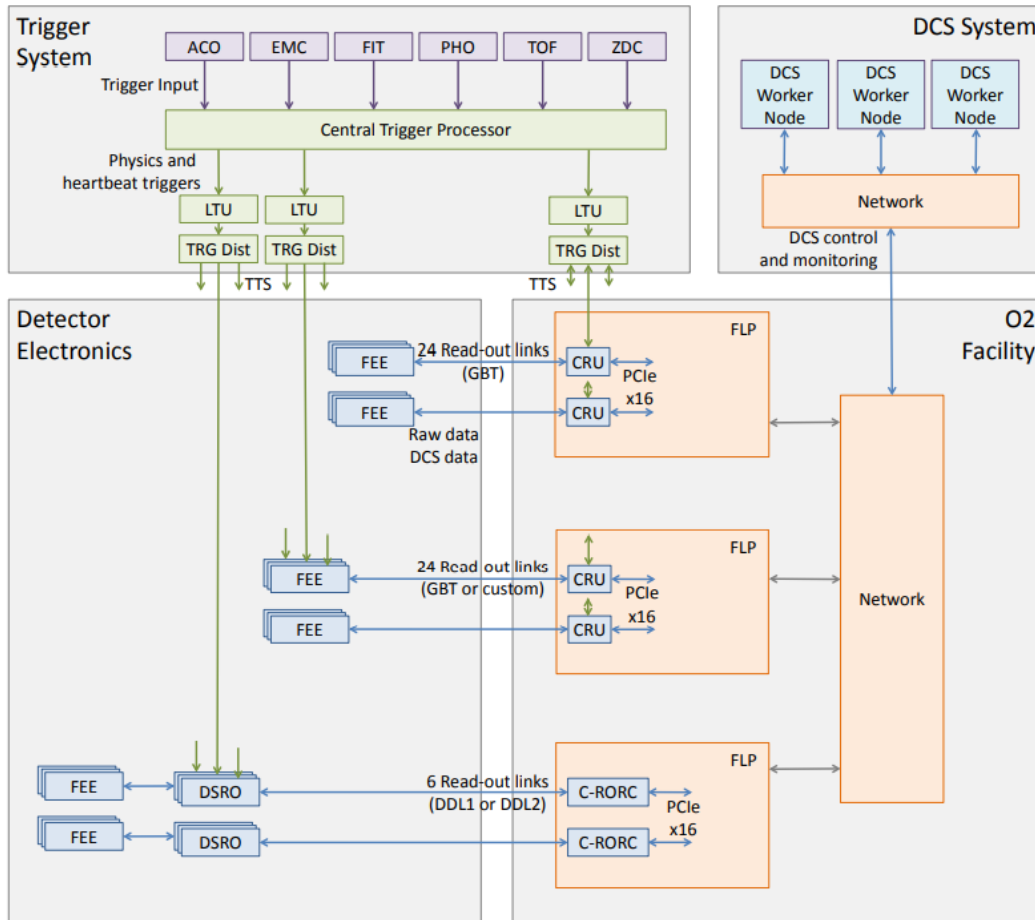 Trigger
System
ACO
EMC
FIT
PHO
TOF
ZDC
Trigger Input
Central Trigger Processor
Physics and
heartbeat triggers
LTU
LTU
LTU
TRG Dist
TRG Dist
TRG Dist
TTS
TTS
DCS System
DCS
Worker
Node
DCS
Worker
Node
DCS
Worker
Node
Network
DCS control
and monitoring
Detector
Electronics
O2
Facility
FLP
FEE
24 Read-out links
(GBT)
CRU
PCIe
x16
FEE
CRU
Raw data
DCS data
FLP
FEE
24 Read-out links
(GBT or custom)
CRU
PCIe
x16
FEE
CRU
Network
FLP
FEE
DSRO
6 Read-out links
(DDL1 or DDL2)
C-RORC
PCIe
x16
FEE
DSRO
C-RORC